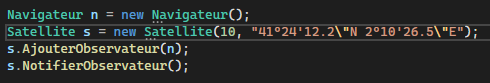 Navigateur n = new Navigateur();
Satellite s = new Satellite(10, "41°24'12.2\"N 2°10'26.5\"E");
s.AjouterObservateur(n);
s.NotifierObservateur();